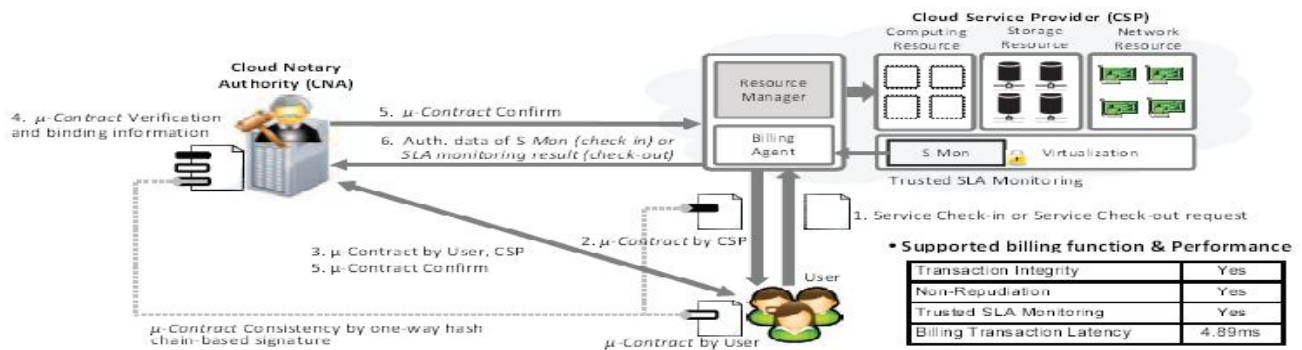 Cloud Service Provider (CSP)
Computing
Resource
Storage
Resource
Network
Resource
Cloud Notary
Authority (CNA)
Resource
Manager
4. μ-Contract Verification
and binding information
5. μ-Contract Confirm
6. Auth. data of S Mon (check in) or
SLA monitoring result (check-out)
Billing
Agent
S Mon
Virtualization
Trusted SLA Monitoring
1. Service Check-in or Service Check-out request
2. μ-Contract by CSP
3. μ-Contract by User, CSP
5. μ-Contract Confirm
• Supported billing function & Performance
Transaction Integrity Yes
Non-Repudiation Yes
Trusted SLA Monitoring Yes
Billing Transaction Latency 4.89ms
User
μ-Contract Consistency by one-way hash
chain-based signature
μ-Contract by User